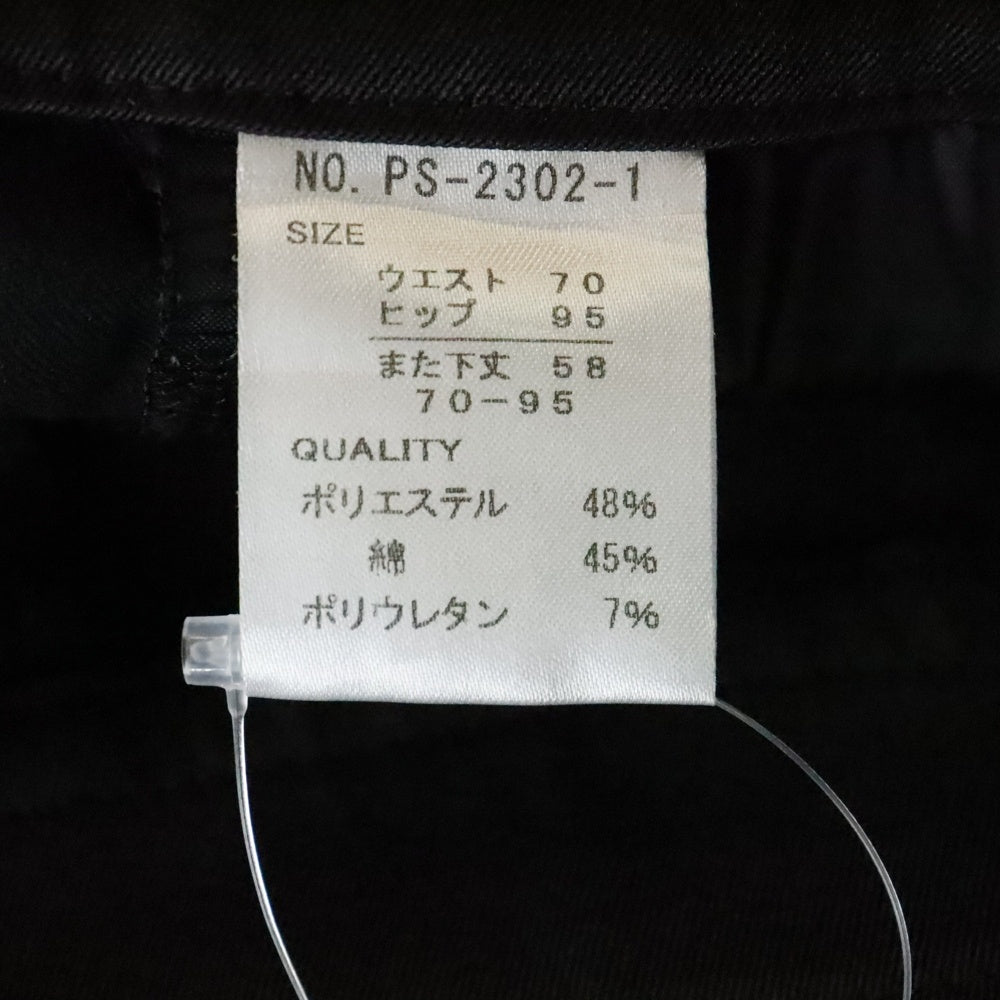 NO. PS-2302-1
SIZE
ウエスト 70
ヒップ 95
また下丈 58
70-95
QUALITY
ポリエステル 48%
綿 45%
ポリウレタン 7%